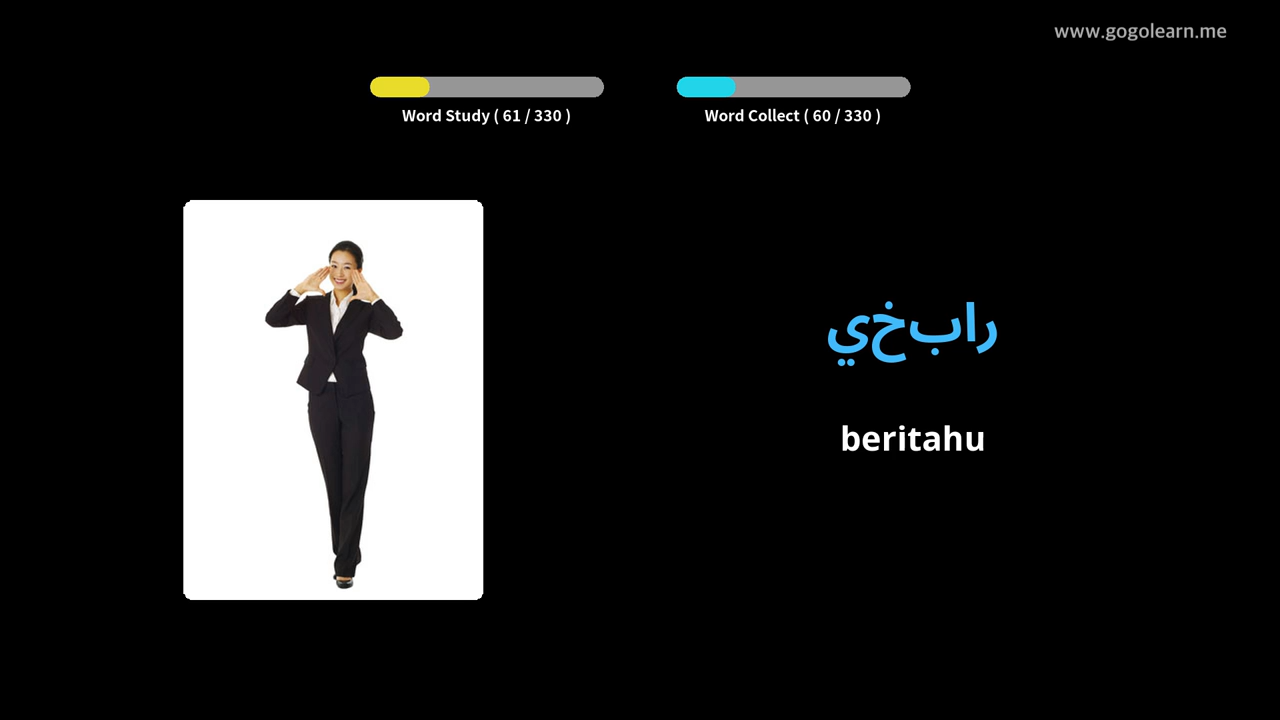 www.gogolearn.me
Word Study ( 61 / 330 )
Word Collect ( 60 / 330 )
رابخي
beritahu